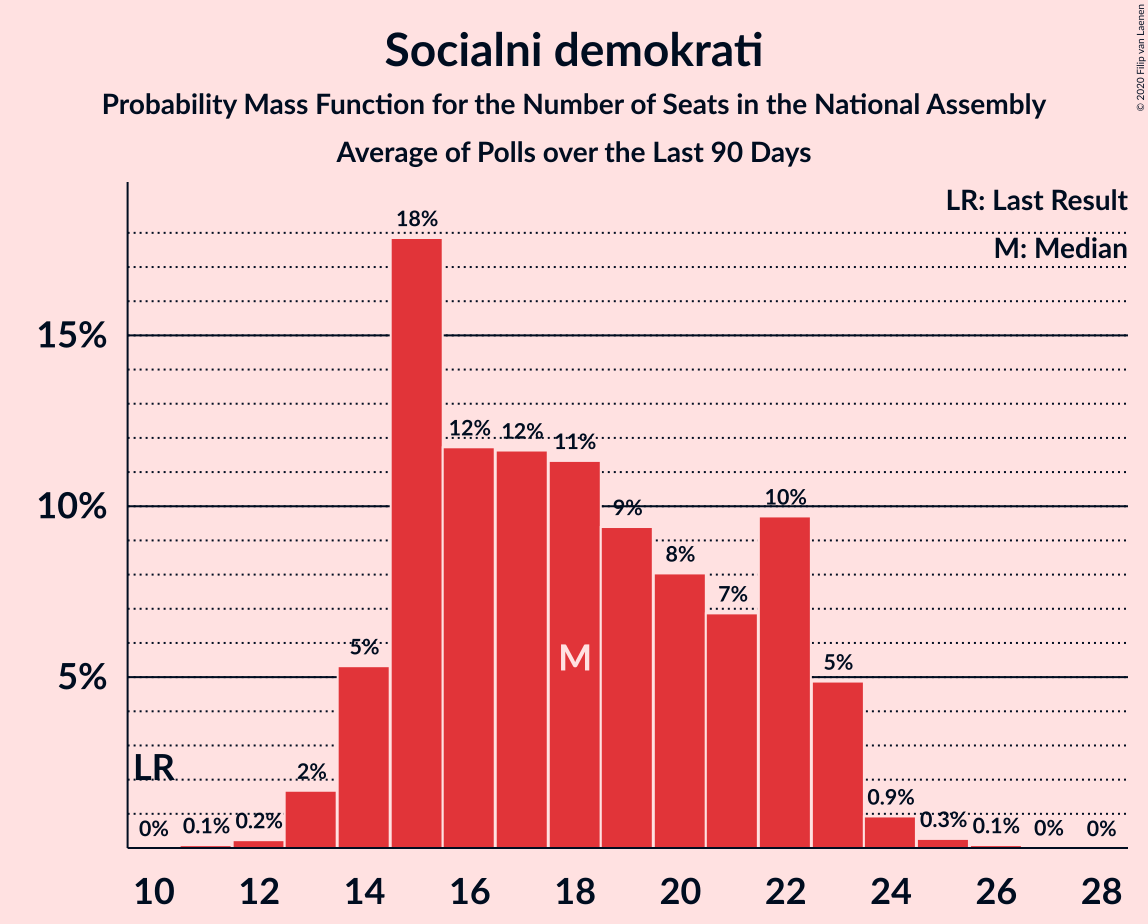 Socialni demokrati
Probability Mass Function for the Number of Seats in the National Assembly
Average of Polls over the Last 90 Days
© 2020 Filip van Laenen
LR: Last Result
M: Median
18%
15%
12% 12% 11%
10%
9%
10%
8%
7%
5%
5%
5%
M
LR
2%
0% 0.1% 0.2%
0.9%
0.3% 0.1% 0% 0%
10 12 14 16 18 20 22 24 26 28